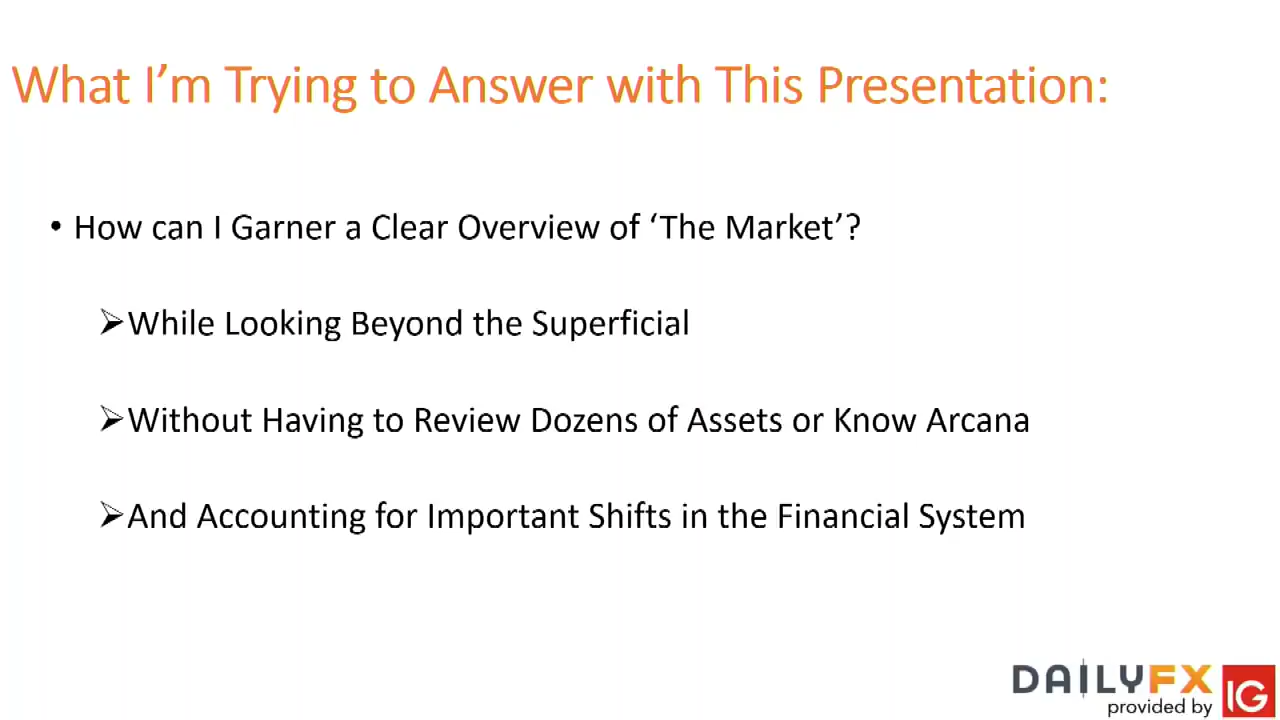 What I’m Trying to Answer with This Presentation:
• How can I Garner a Clear Overview of ‘The Market’?
➢While Looking Beyond the Superficial
➢Without Having to Review Dozens of Assets or Know Arcana
➢And Accounting for Important Shifts in the Financial System
DAILYFX
provided by IG